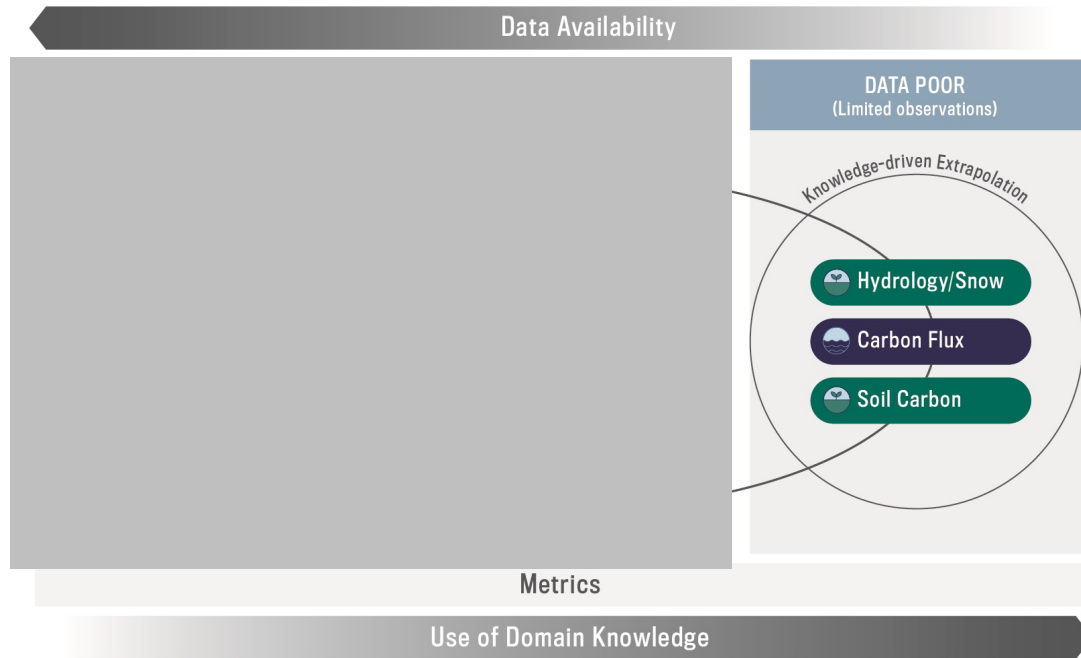 Data Availability
DATA POOR
(Limited observations)
Knowledge-driven Extrapolation
Hydrology/Snow
Carbon Flux
Soil Carbon
Metrics
Use of Domain Knowledge